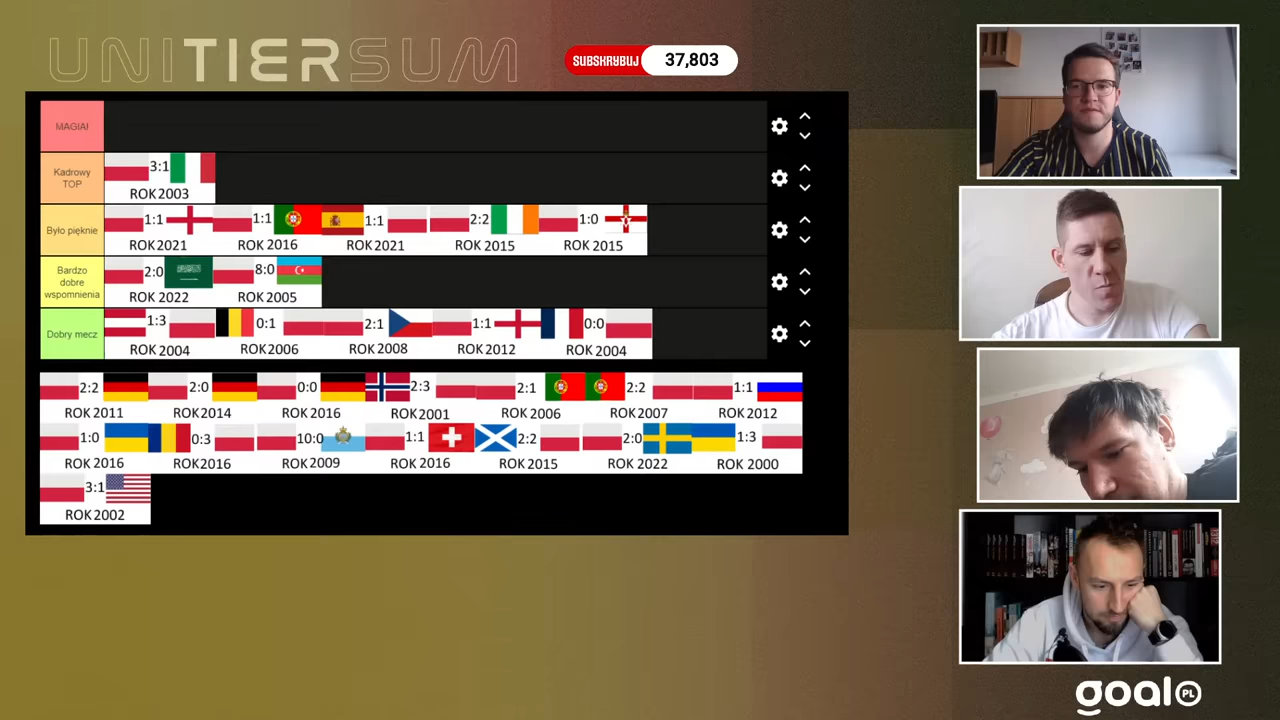 UNITIERSUM
SUBSKRYBUJ 37,803
MAGIA!
Kadrowy
TOP
3:1
ROK 2003
Było pięknie
1:1 1:1 1:1 2:2 1:0
ROK 2021 ROK 2016 ROK 2021 ROK 2015 ROK 2015
Bardzo
dobre
wspomnienia
2:0 8:0
ROK 2022 ROK 2005
Dobry mecz
1:3 0:1 2:1 1:1 0:0
ROK 2004 ROK 2006 ROK 2008 ROK 2012 ROK 2004
2:2 2:0 0:0 2:3 2:1 2:2 1:1
ROK 2011 ROK 2014 ROK 2016 ROK 2001 ROK 2006 ROK 2007 ROK 2012
1:0 0:3 10:0 1:1 2:2 2:0 1:3
ROK 2016 ROK2016 ROK 2009 ROK 2016 ROK 2015 ROK 2022 ROK 2000
3:1
ROK 2002
goal PL